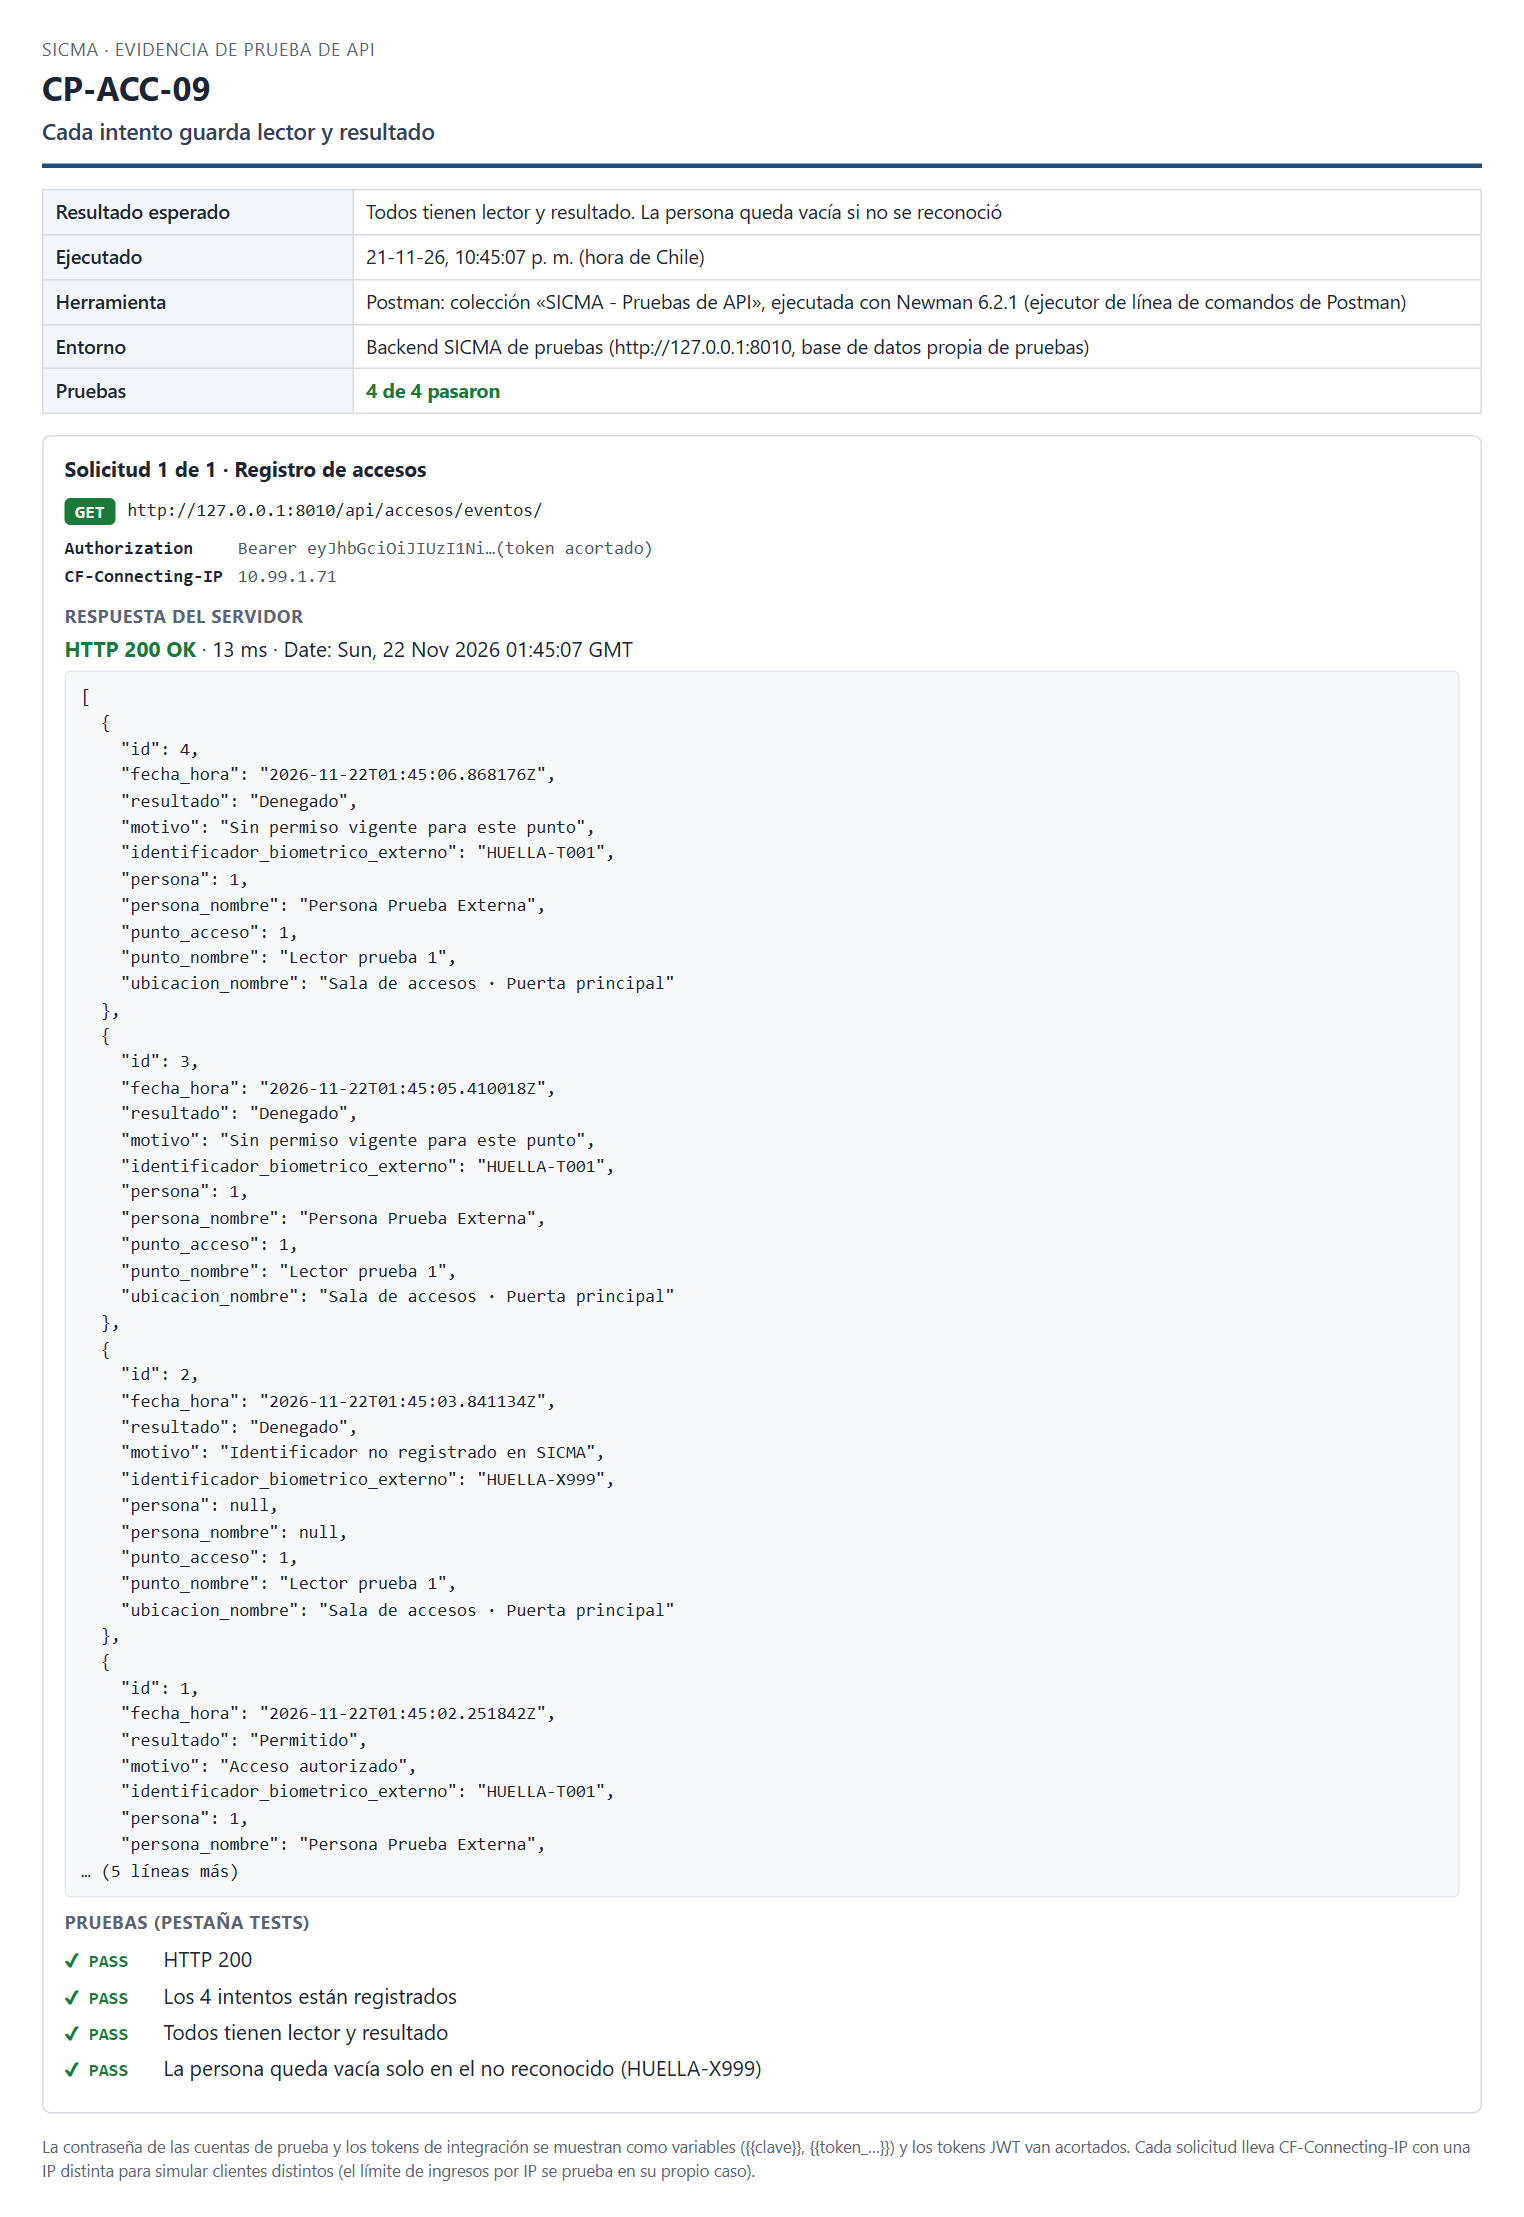 SICMA · EVIDENCIA DE PRUEBA DE API
CP-ACC-09
Cada intento guarda lector y resultado
Resultado esperado Todos tienen lector y resultado. La persona queda vacía si no se reconoció
Ejecutado 21-11-26, 10:45:07 p. m. (hora de Chile)
Herramienta Postman: colección «SICMA - Pruebas de API», ejecutada con Newman 6.2.1 (ejecutor de línea de comandos de Postman)
Entorno Backend SICMA de pruebas (http://127.0.0.1:8010, base de datos propia de pruebas)
Pruebas 4 de 4 pasaron
Solicitud 1 de 1 · Registro de accesos
GET http://127.0.0.1:8010/api/accesos/eventos/
Authorization Bearer eyJhbGciOiJIUzI1Ni…(token acortado)
CF-Connecting-IP 10.99.1.71
RESPUESTA DEL SERVIDOR
HTTP 200 OK · 13 ms · Date: Sun, 22 Nov 2026 01:45:07 GMT
[
  {
    "id": 4,
    "fecha_hora": "2026-11-22T01:45:06.868176Z",
    "resultado": "Denegado",
    "motivo": "Sin permiso vigente para este punto",
    "identificador_biometrico_externo": "HUELLA-T001",
    "persona": 1,
    "persona_nombre": "Persona Prueba Externa",
    "punto_acceso": 1,
    "punto_nombre": "Lector prueba 1",
    "ubicacion_nombre": "Sala de accesos · Puerta principal"
  },
  {
    "id": 3,
    "fecha_hora": "2026-11-22T01:45:05.410018Z",
    "resultado": "Denegado",
    "motivo": "Sin permiso vigente para este punto",
    "identificador_biometrico_externo": "HUELLA-T001",
    "persona": 1,
    "persona_nombre": "Persona Prueba Externa",
    "punto_acceso": 1,
    "punto_nombre": "Lector prueba 1",
    "ubicacion_nombre": "Sala de accesos · Puerta principal"
  },
  {
    "id": 2,
    "fecha_hora": "2026-11-22T01:45:03.841134Z",
    "resultado": "Denegado",
    "motivo": "Identificador no registrado en SICMA",
    "identificador_biometrico_externo": "HUELLA-X999",
    "persona": null,
    "persona_nombre": null,
    "punto_acceso": 1,
    "punto_nombre": "Lector prueba 1",
    "ubicacion_nombre": "Sala de accesos · Puerta principal"
  },
  {
    "id": 1,
    "fecha_hora": "2026-11-22T01:45:02.251842Z",
    "resultado": "Permitido",
    "motivo": "Acceso autorizado",
    "identificador_biometrico_externo": "HUELLA-T001",
    "persona": 1,
    "persona_nombre": "Persona Prueba Externa",
… (5 líneas más)
PRUEBAS (PESTAÑA TESTS)
✓ PASS HTTP 200
✓ PASS Los 4 intentos están registrados
✓ PASS Todos tienen lector y resultado
✓ PASS La persona queda vacía solo en el no reconocido (HUELLA-X999)
La contraseña de las cuentas de prueba y los tokens de integración se muestran como variables ({{clave}}, {{token_...}}) y los tokens JWT van acortados. Cada solicitud lleva CF-Connecting-IP con una
IP distinta para simular clientes distintos (el límite de ingresos por IP se prueba en su propio caso).